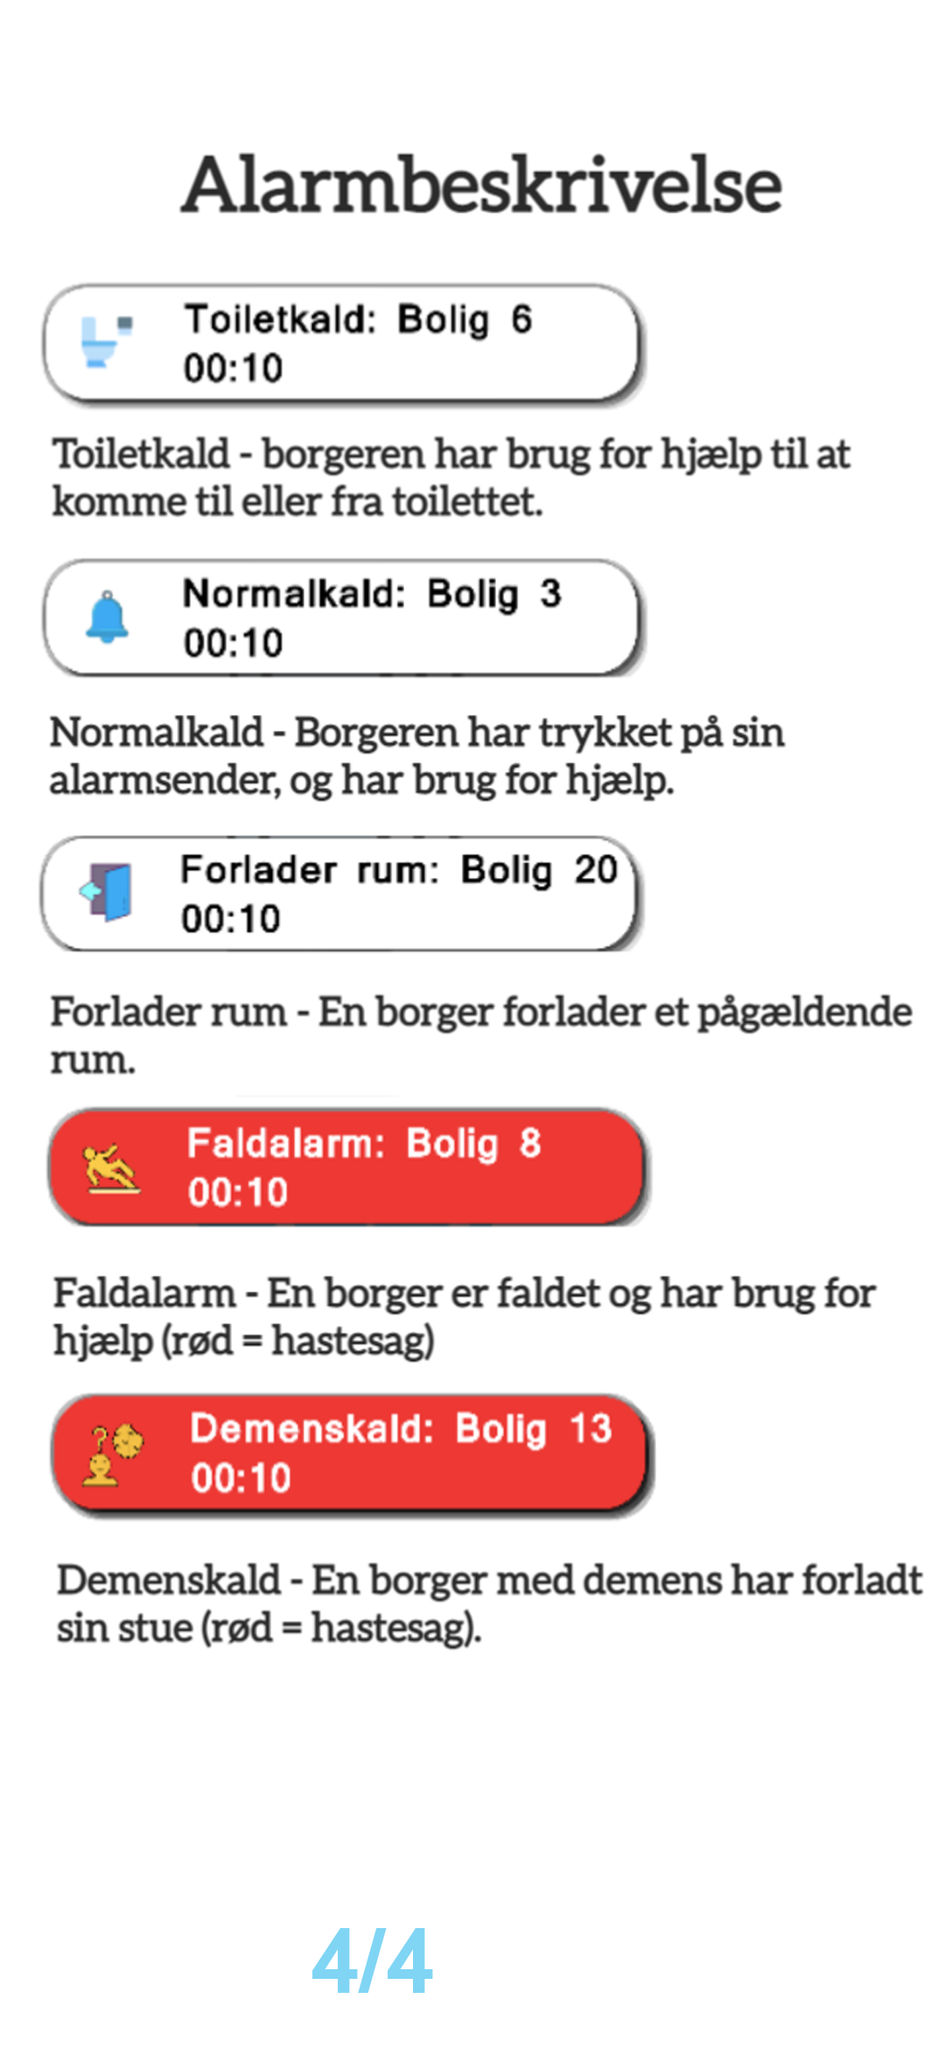 Alarmbeskrivelse
Toiletkald: Bolig 6
00:10
Toiletkald - borgeren har brug for hjælp til at
komme til eller fra toilettet.
Normalkald: Bolig 3
00:10
Normalkald - Borgeren har trykket på sin
alarmsender, og har brug for hjælp.
Forlader rum: Bolig 20
00:10
Forlader rum - En borger forlader et pågældende
rum.
Faldalarm: Bolig 8
00:10
Faldalarm - En borger er faldet og har brug for
hjælp (rød = hastesag)
Demenskald: Bolig 13
00:10
Demenskald - En borger med demens har forladt
sin stue (rød = hastesag).
4/4